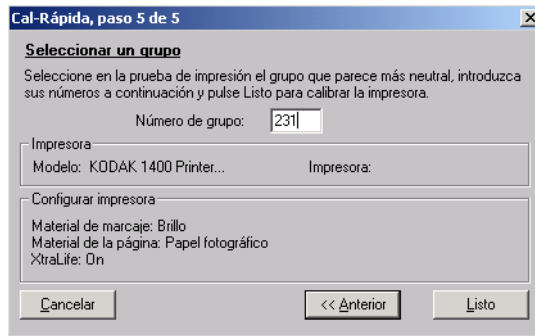 Cal-Rápida, paso 5 de 5
Seleccionar un grupo
Seleccione en la prueba de impresión el grupo que parece más neutral, introduzca
sus números a continuación y pulse Listo para calibrar la impresora.
Número de grupo: 231
Impresora
Modelo: KODAK 1400 Printer... Impresora:
Configurar impresora
Material de marcaje: Brillo
Material de la página: Papel fotográfico
XtraLife: On
Cancelar << Anterior Listo